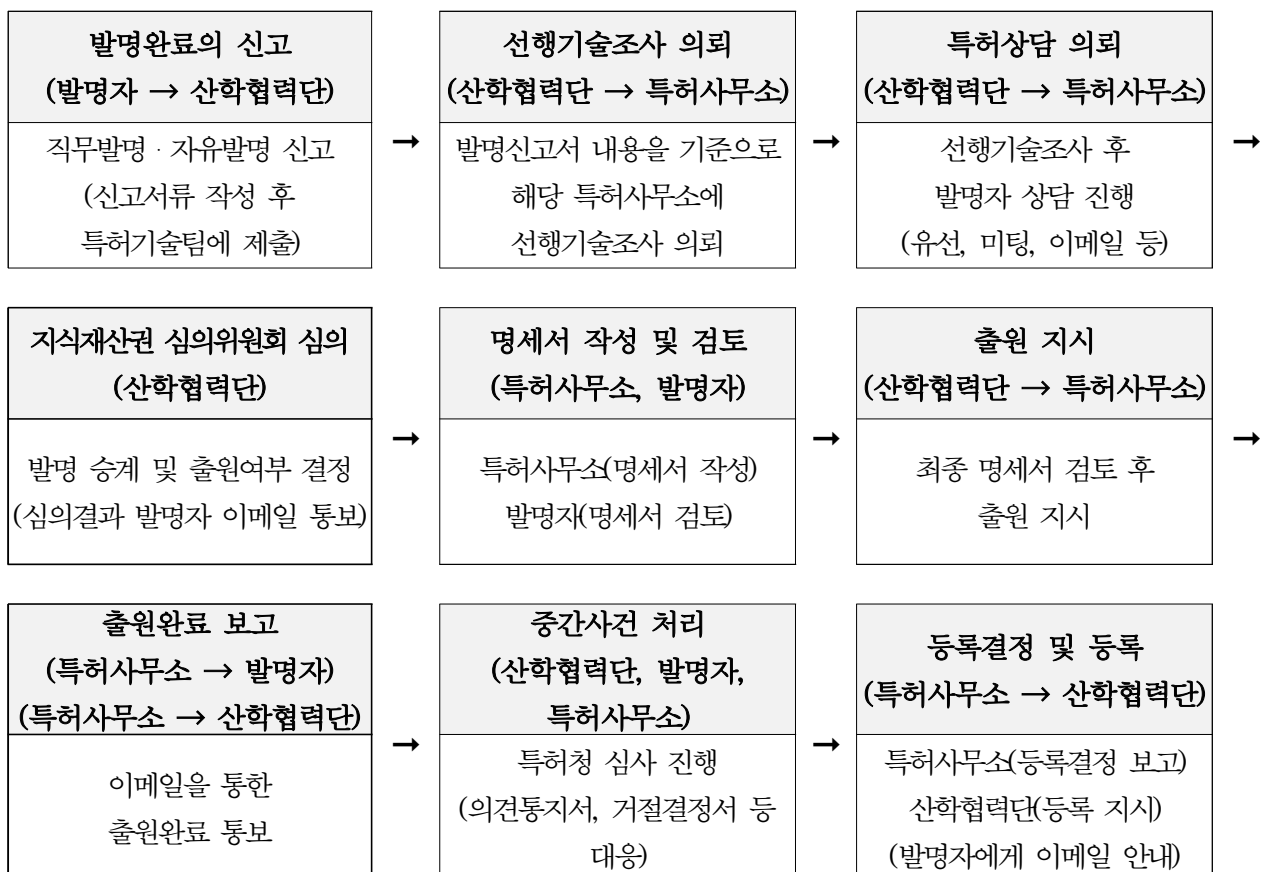 발명완료의 신고
(발명자 → 산학협력단)
직무발명 · 자유발명 신고
(신고서류 작성 후
특허기술팀에 제출)
→
선행기술조사 의뢰
(산학협력단 → 특허사무소)
발명신고서 내용을 기준으로
해당 특허사무소에
선행기술조사 의뢰
→
특허상담 의뢰
(산학협력단 → 특허사무소)
선행기술조사 후
발명자 상담 진행
(유선, 미팅, 이메일 등)
→
지식재산권 심의위원회 심의
(산학협력단)
발명 승계 및 출원여부 결정
(심의결과 발명자 이메일 통보)
→
명세서 작성 및 검토
(특허사무소, 발명자)
특허사무소(명세서 작성)
발명자(명세서 검토)
→
출원 지시
(산학협력단 → 특허사무소)
최종 명세서 검토 후
출원 지시
→
출원완료 보고
(특허사무소 → 발명자)
(특허사무소 → 산학협력단)
이메일을 통한
출원완료 통보
→
중간사건 처리
(산학협력단, 발명자,
특허사무소)
특허청 심사 진행
(의견통지서, 거절결정서 등
대응)
→
등록결정 및 등록
(특허사무소 → 산학협력단)
특허사무소(등록결정 보고)
산학협력단(등록 지시)
(발명자에게 이메일 안내)